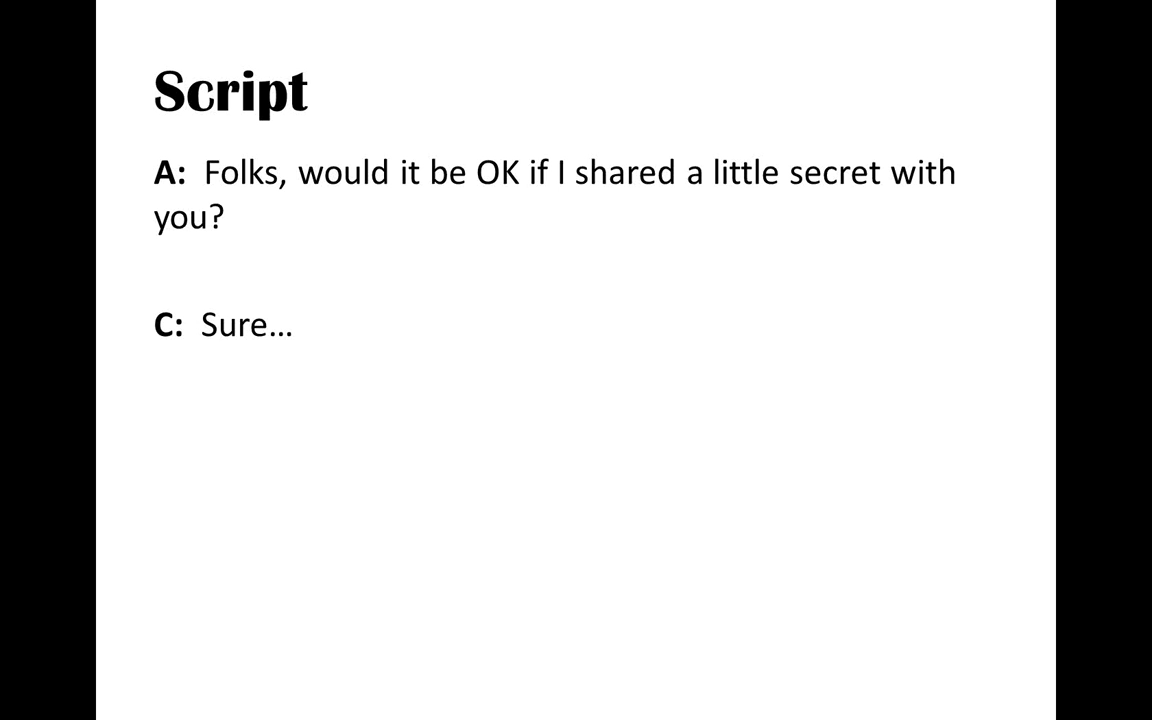 Script
A: Folks, would it be OK if I shared a little secret with
you?
C: Sure...